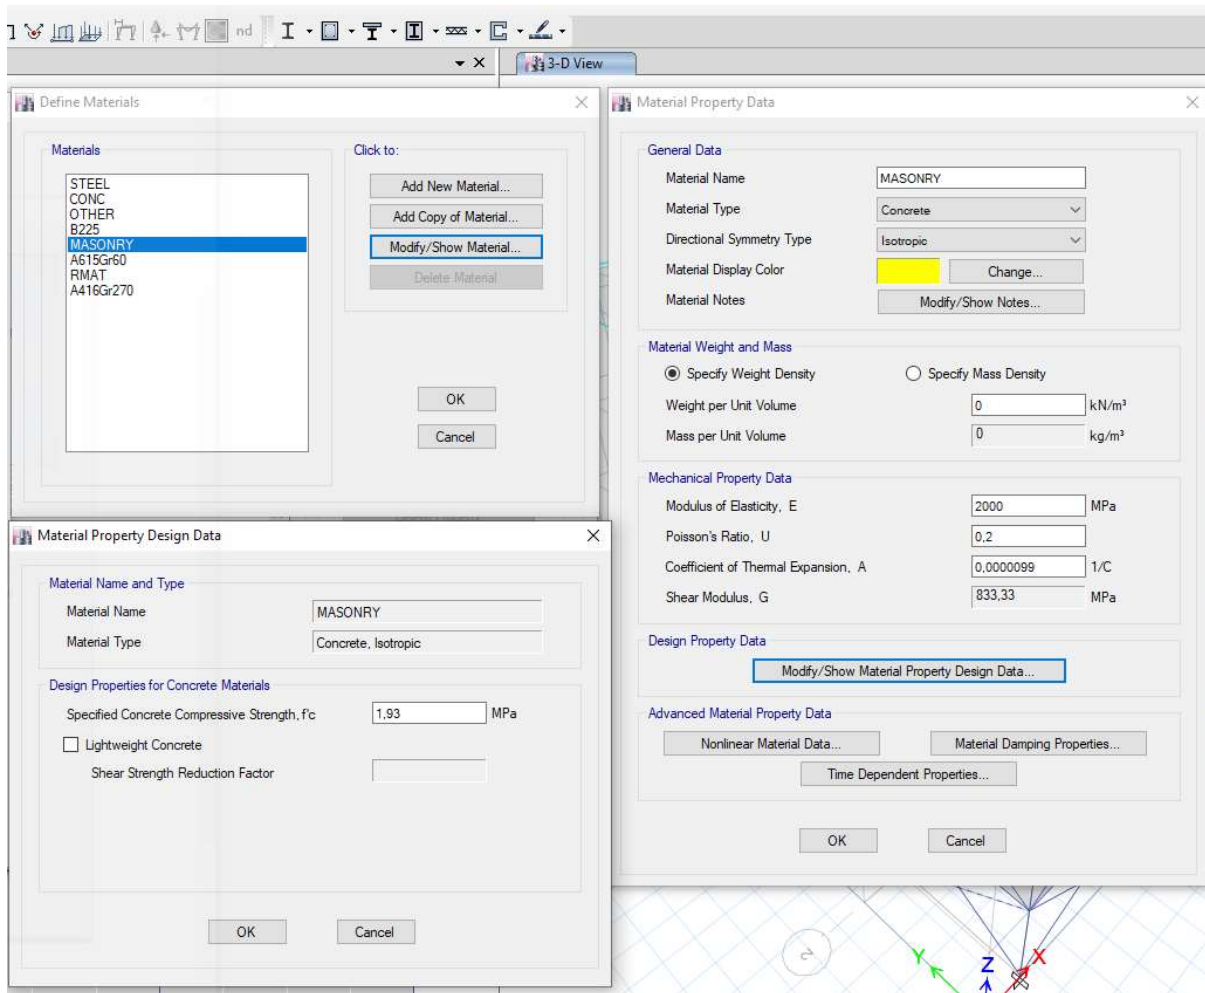 nd
3-D View
Define Materials
Materials
STEEL
CONC
OTHER
B225
MASONRY
A615Gr60
RMAT
A416Gr270
Click to:
Add New Material...
Add Copy of Material...
Modify/Show Material...
Delete Material
OK
Cancel
Material Property Design Data
Material Name and Type
Material Name MASONRY
Material Type Concrete, Isotropic
Design Properties for Concrete Materials
Specified Concrete Compressive Strength, f'c 1,93 MPa
Lightweight Concrete
Shear Strength Reduction Factor
OK Cancel
Material Property Data
General Data
Material Name MASONRY
Material Type Concrete
Directional Symmetry Type Isotropic
Material Display Color Change...
Material Notes Modify/Show Notes...
Material Weight and Mass
Specify Weight Density Specify Mass Density
Weight per Unit Volume 0 kN/m³
Mass per Unit Volume 0 kg/m³
Mechanical Property Data
Modulus of Elasticity, E 2000 MPa
Poisson's Ratio, U 0,2
Coefficient of Thermal Expansion, A 0,0000099 1/C
Shear Modulus, G 833,33 MPa
Design Property Data
Modify/Show Material Property Design Data...
Advanced Material Property Data
Nonlinear Material Data... Material Damping Properties...
Time Dependent Properties...
OK Cancel
2
Y Z X